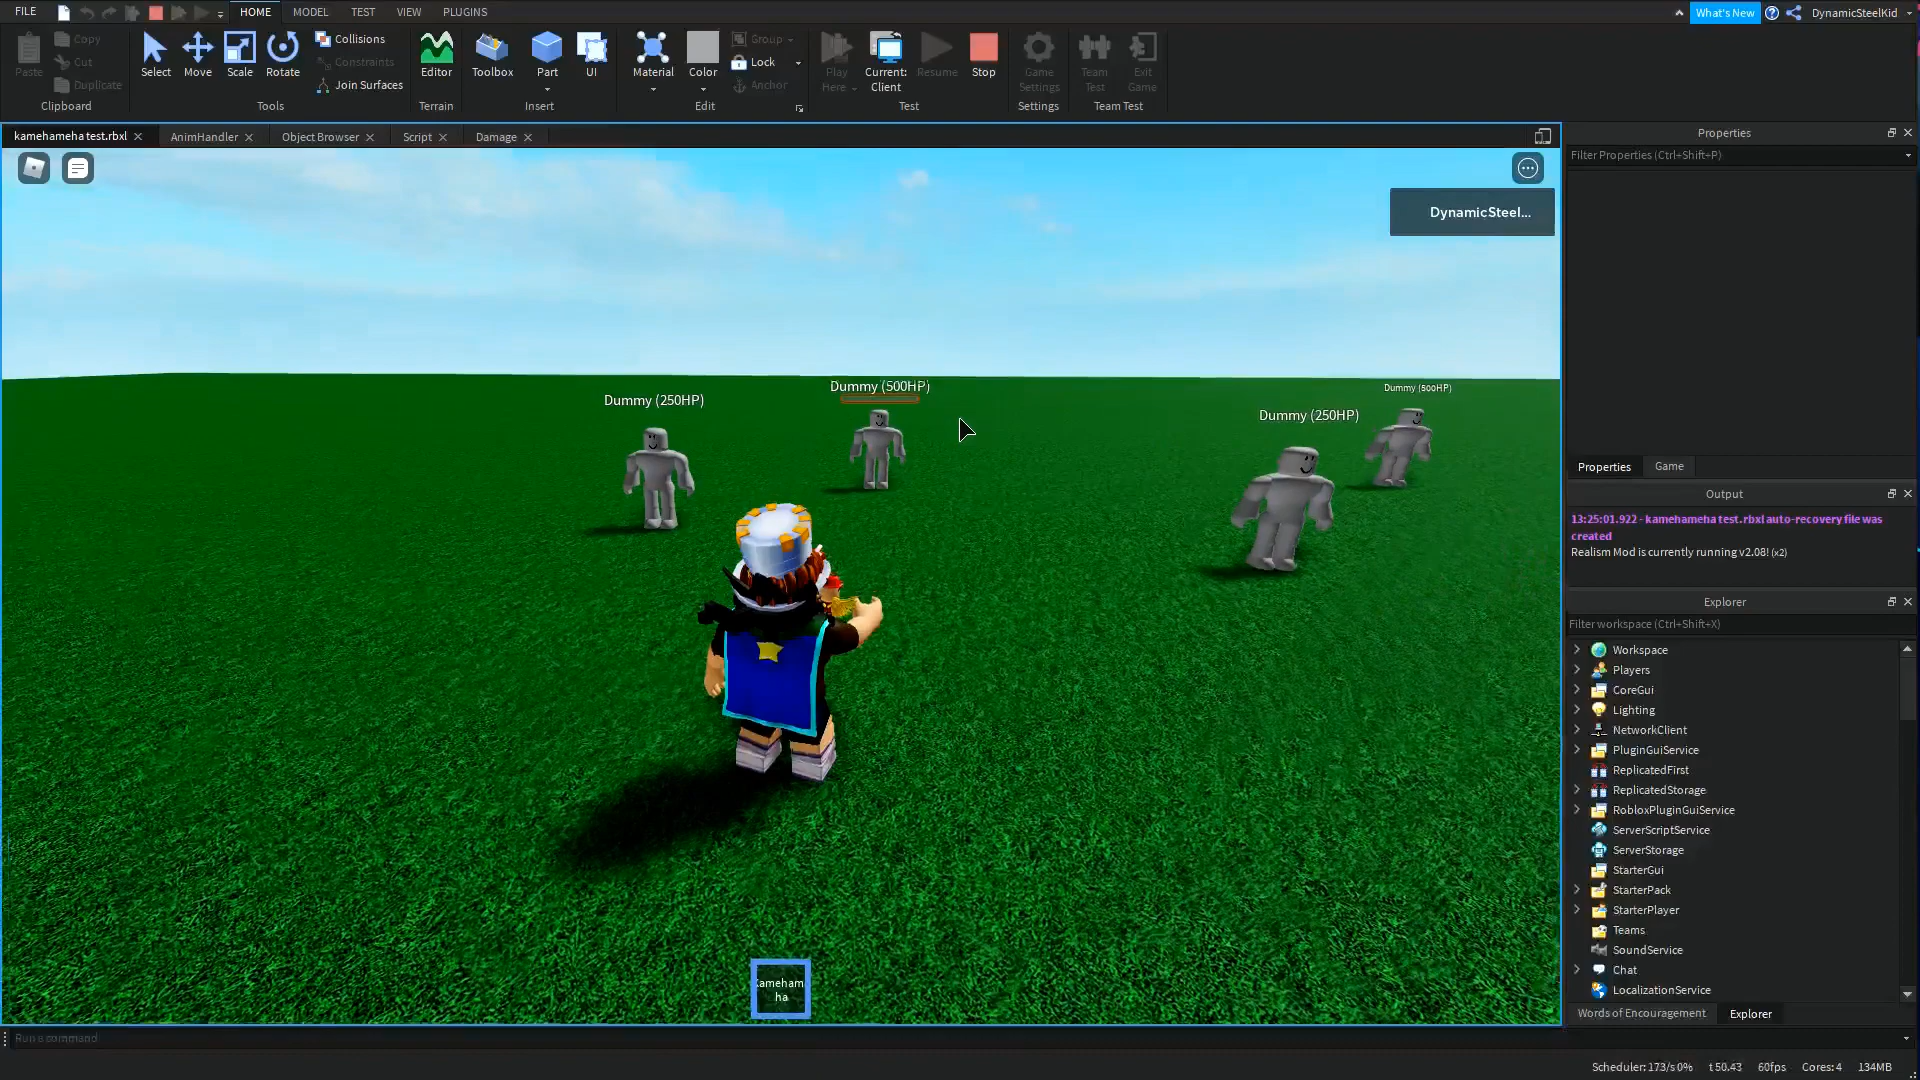 FILE
HOME
MODEL
TEST
VIEW
PLUGINS
What's New
DynamicSteelKid
Paste
Copy
Cut
Duplicate
Clipboard
Select
Move
Scale
Rotate
Collisions
Constraints
Join Surfaces
Tools
Editor
Terrain
Toolbox
Part
UI
Insert
Material
Color
Group
Lock
Anchor
Edit
Play
Here
Current:
Client
Resume
Stop
Test
Game
Settings
Settings
Team
Test
Exit
Game
Team Test
kamehameha test.rbxl
AnimHandler
Object Browser
Script
Damage
DynamicSteel...
Dummy (250HP)
Dummy (500HP)
Dummy (250HP)
Dummy (500HP)
Kameham
ha
Properties
Filter Properties (Ctrl+Shift+P)
Properties
Game
Output
13:25:01.922 - kamehameha test.rbxl auto-recovery file was
created
Realism Mod is currently running v2.08! (x2)
Explorer
Filter workspace (Ctrl+Shift+X)
Workspace
Players
CoreGui
Lighting
NetworkClient
PluginGuiService
ReplicatedFirst
ReplicatedStorage
RobloxPluginGuiService
ServerScriptService
ServerStorage
StarterGui
StarterPack
StarterPlayer
Teams
SoundService
Chat
LocalizationService
Words of Encouragement
Explorer
Run a command
Scheduler: 173/s 0%
t 50.43
60fps
Cores: 4
134MB